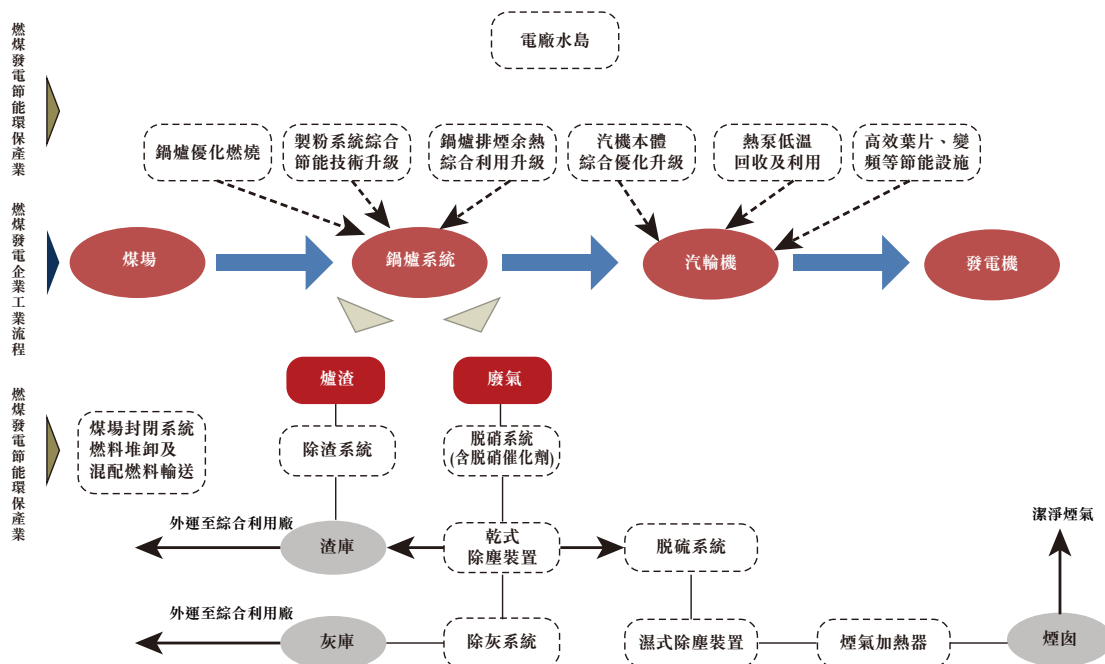 燃煤發電節能環保產業
電廠水島
鍋爐優化燃燒
製粉系統綜合
節能技術升級
鍋爐排煙余熱
綜合利用升級
汽機本體
綜合優化升級
熱泵低溫
回收及利用
高效葉片、變
頻等節能設施
燃煤發電企業工業流程
煤場
鍋爐系統
汽輪機
發電機
燃煤發電節能環保產業
爐渣
廢氣
煤場封閉系統
燃料堆卸及
混配燃料輸送
除渣系統
脫硝系統
(含脫硝催化劑)
外運至綜合利用廠
渣庫
乾式
除塵裝置
脫硫系統
潔淨煙氣
外運至綜合利用廠
灰庫
除灰系統
濕式除塵裝置
煙氣加熱器
煙囪